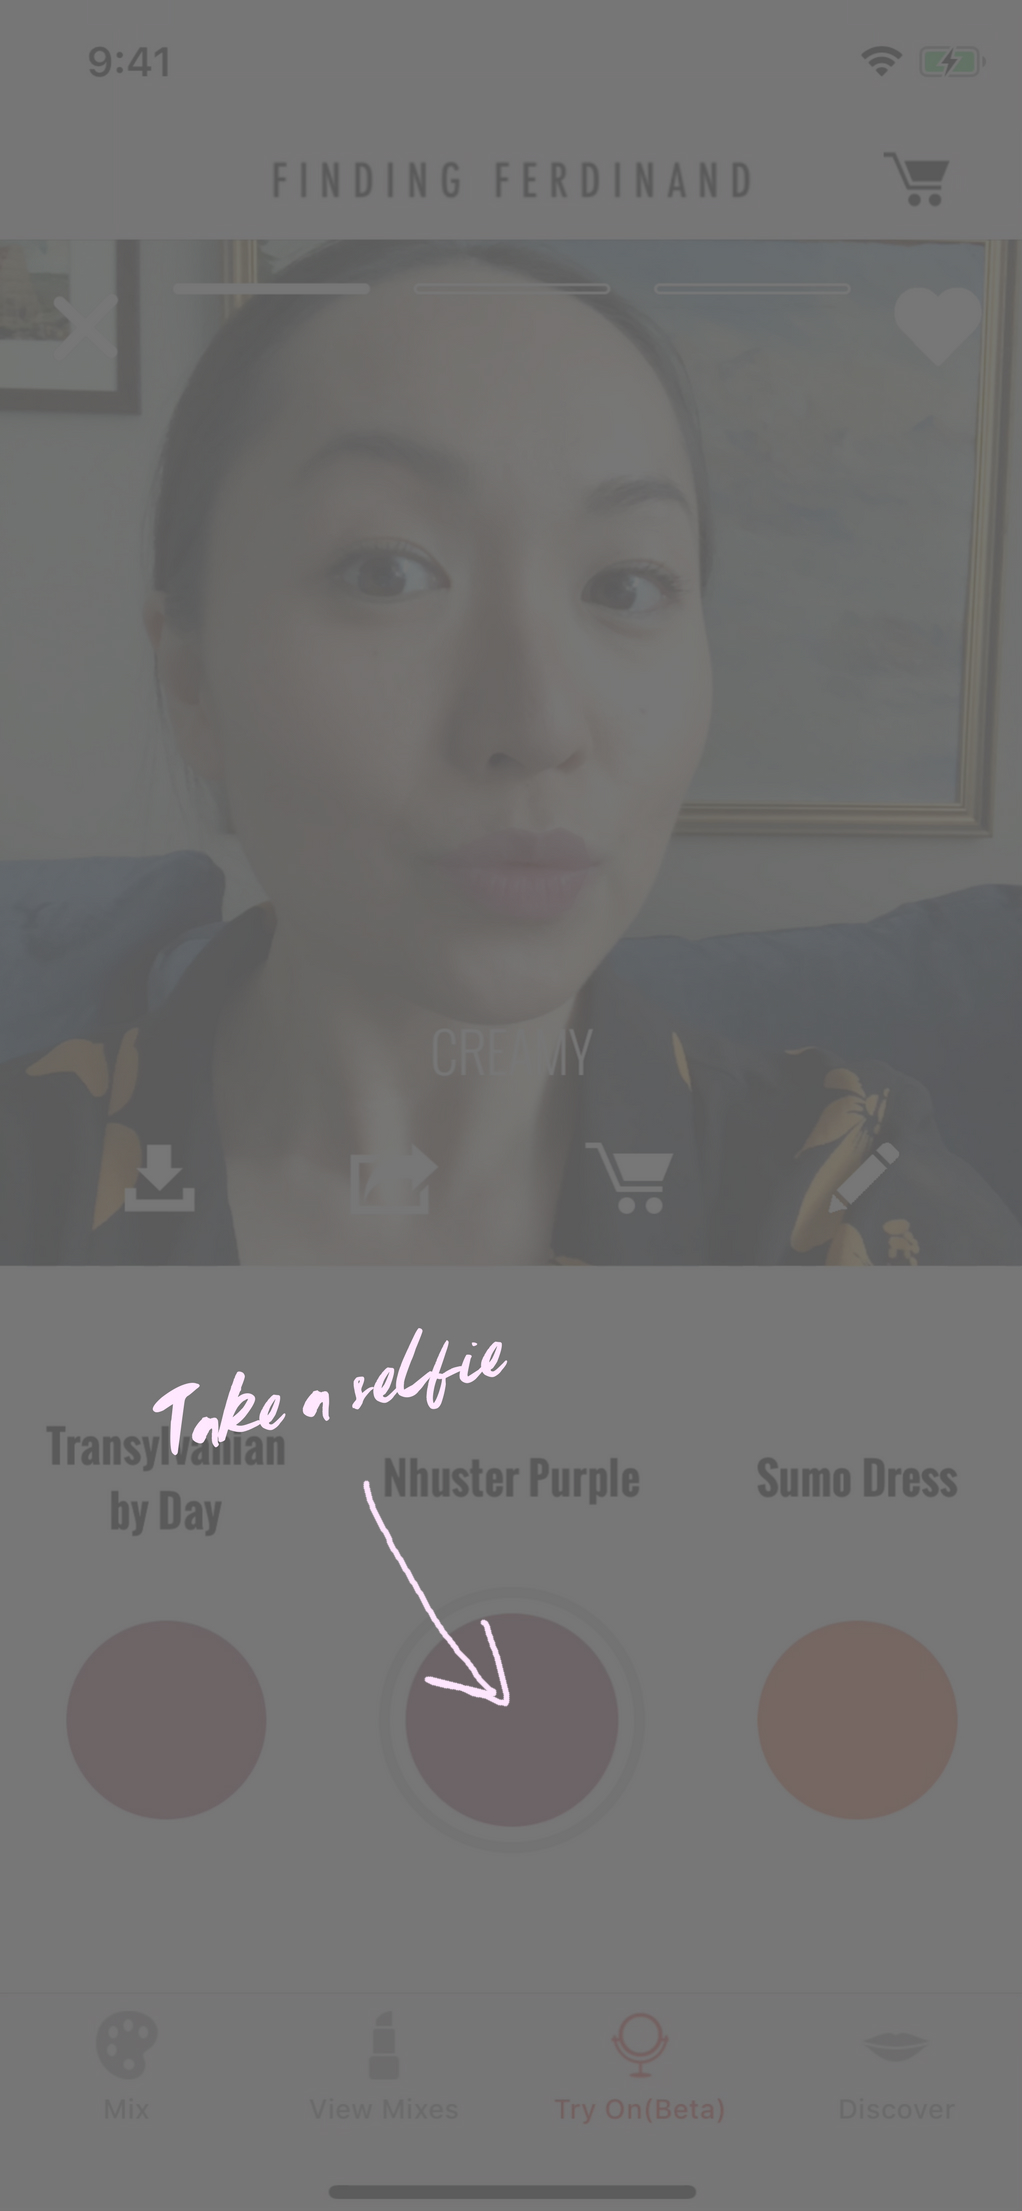 9:41
FINDING FERDINAND
CREAMY
Take a selfie
Transylvanian
by Day
Nhuster Purple
Sumo Dress
Mix
View Mixes
Try On(Beta)
Discover